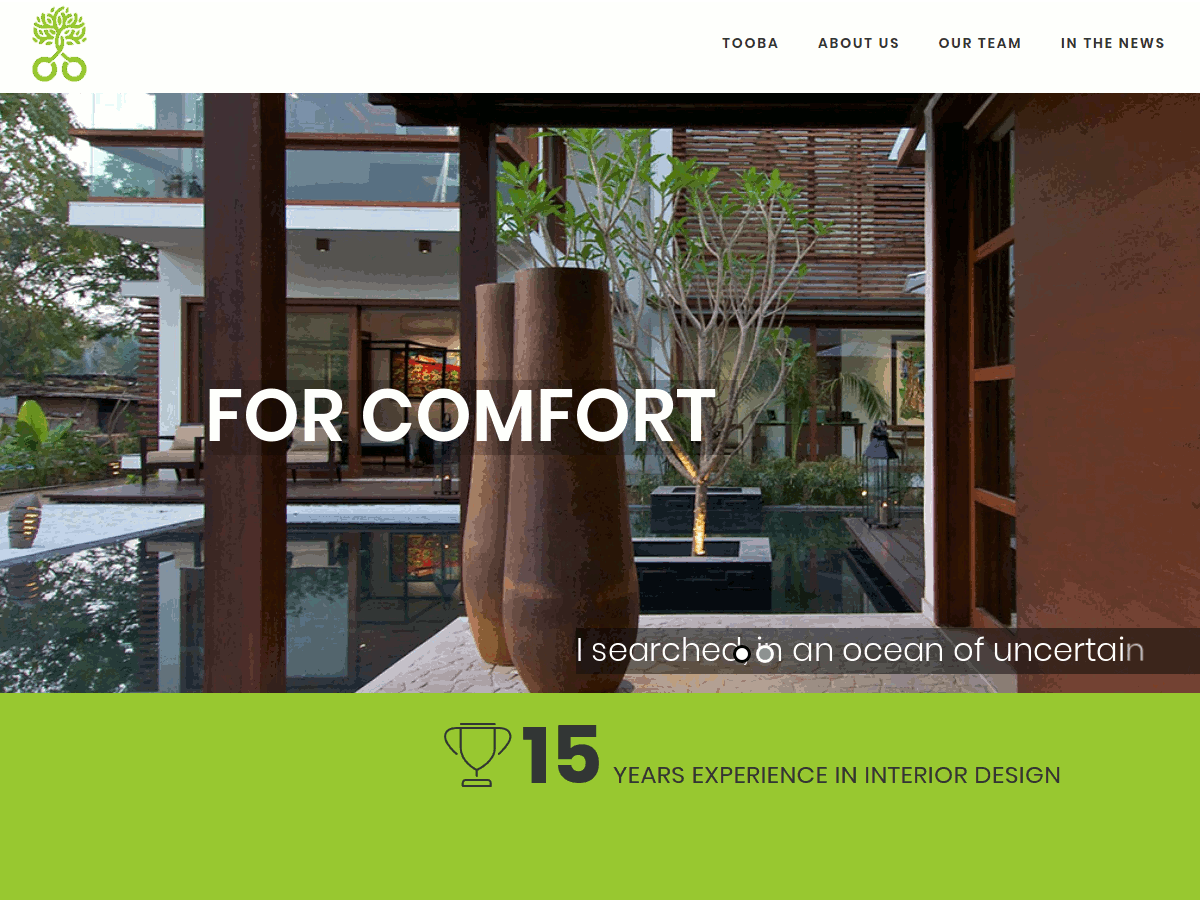 TOOBA
ABOUT US
OUR TEAM
IN THE NEWS
FOR COMFORT
I searched, in an ocean of uncertain
15 YEARS EXPERIENCE IN INTERIOR DESIGN